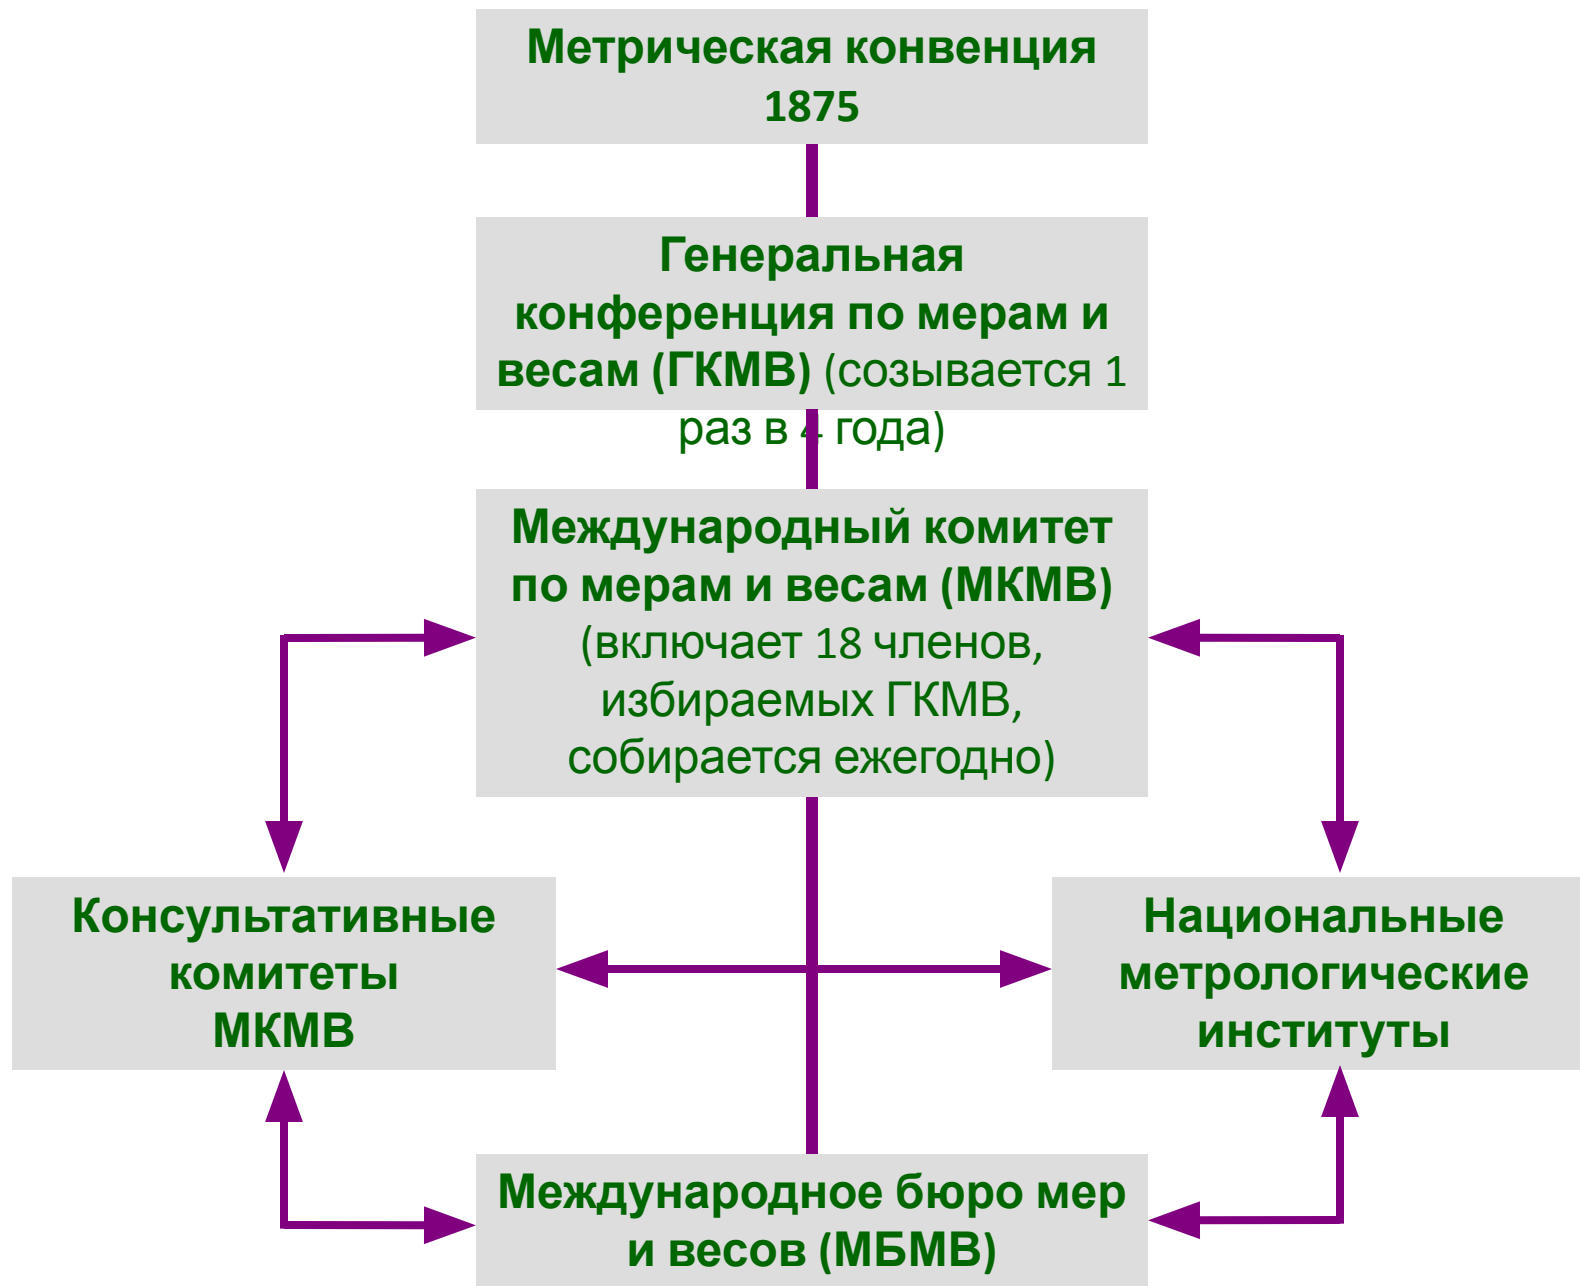 Метрическая конвенция
1875
Генеральная
конференция по мерам и
весам (ГКМВ) (созывается 1
раз в 4 года)
Международный комитет
по мерам и весам (МКМВ)
(включает 18 членов,
избираемых ГКМВ,
собирается ежегодно)
Консультативные
комитеты
МКМВ
Национальные
метрологические
институты
Международное бюро мер
и весов (МБМВ)